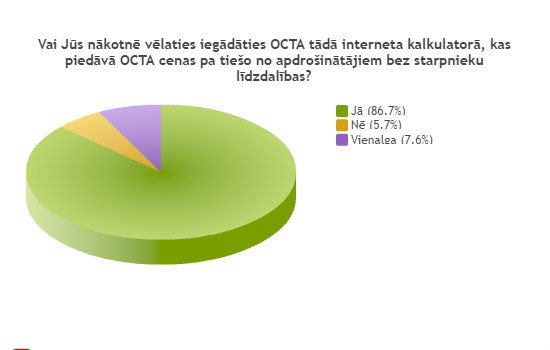 Vai Jūs nākotnē vēlaties iegādāties OCTA tādā interneta kalkulatorā, kas
piedāvā OCTA cenas pa tiešo no apdrošinātājiem bez starpnieku
līdzdalības?
Jā (86.7%)
Nē (5.7%)
Vienalga (7.6%)